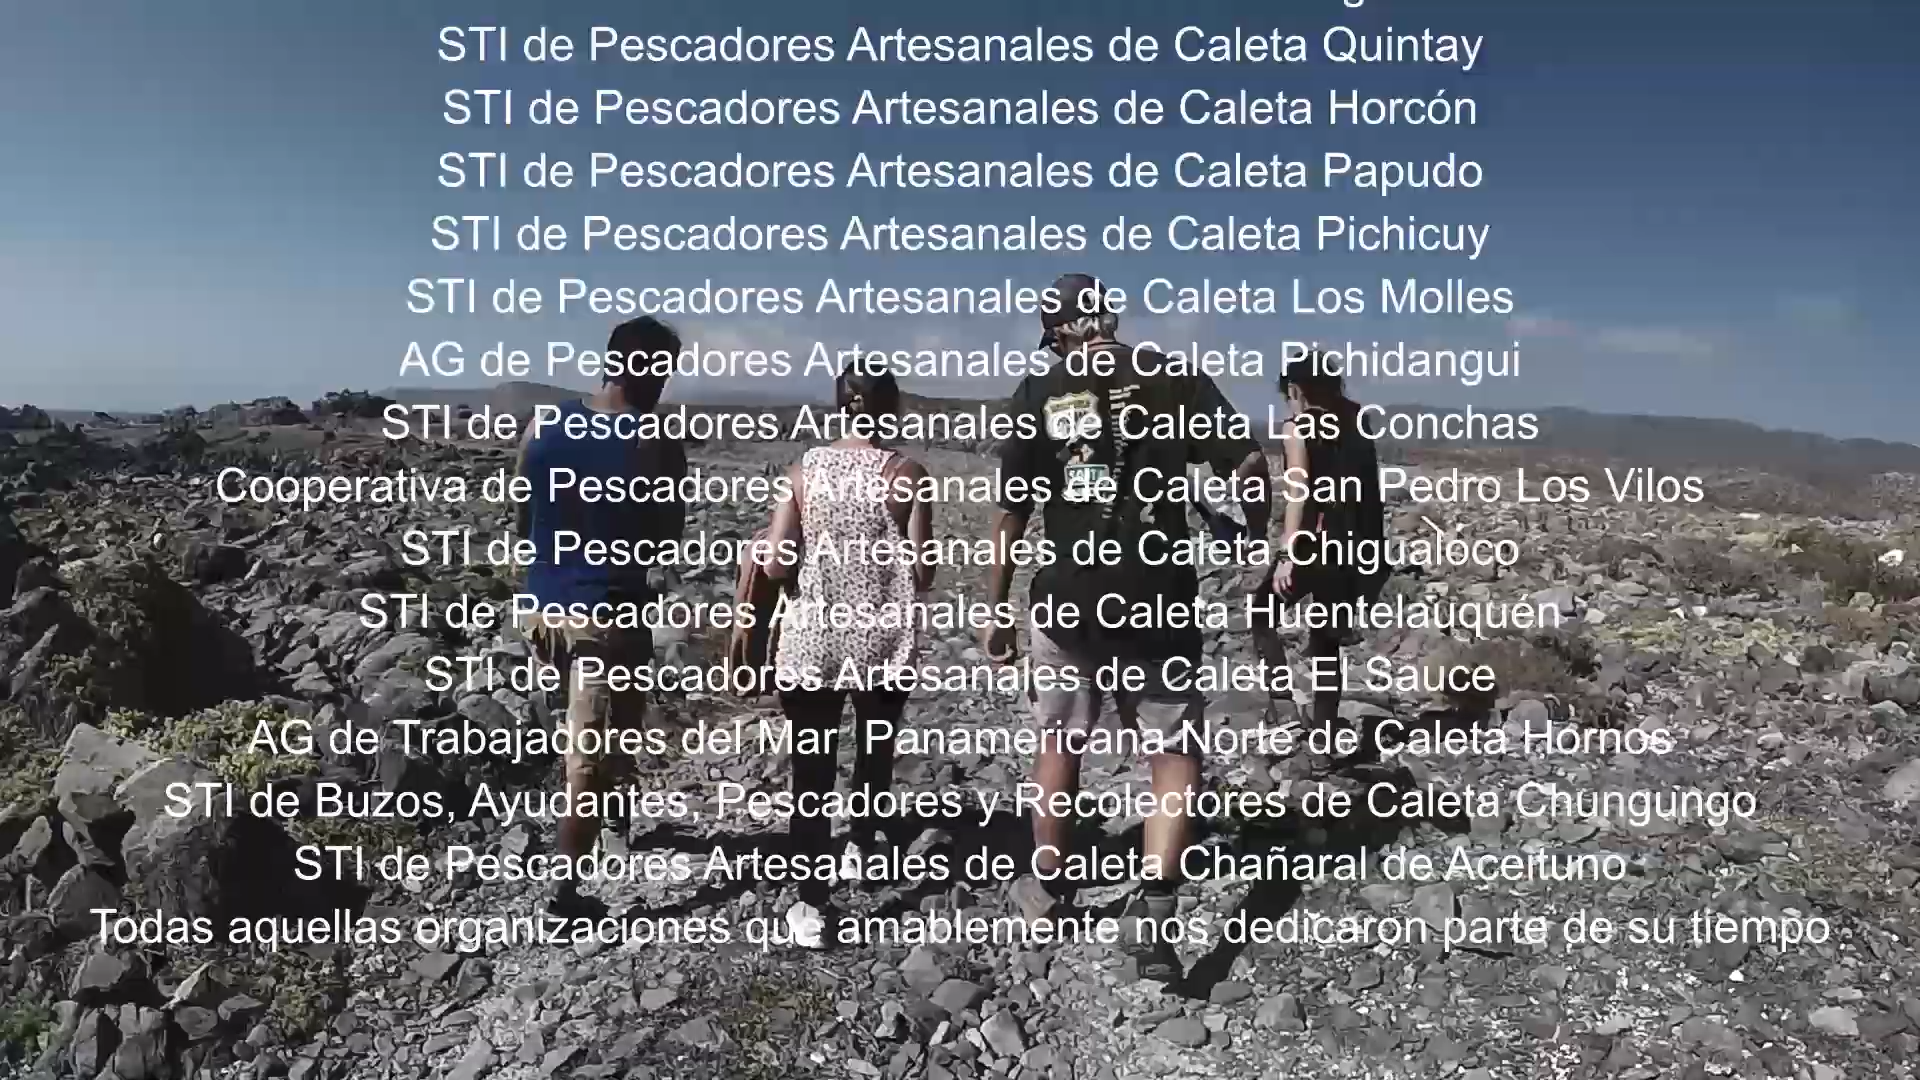 STI de Pescadores Artesanales de Caleta Quintay
STI de Pescadores Artesanales de Caleta Horcón
STI de Pescadores Artesanales de Caleta Papudo
STI de Pescadores Artesanales de Caleta Pichicuy
STI de Pescadores Artesanales de Caleta Los Molles
AG de Pescadores Artesanales de Caleta Pichidangui
STI de Pescadores Artesanales de Caleta Las Conchas
Cooperativa de Pescadores Artesanales de Caleta San Pedro Los Vilos
STI de Pescadores Artesanales de Caleta Chigualoco
STI de Pescadores Artesanales de Caleta Huentelauquén
STI de Pescadores Artesanales de Caleta El Sauce
AG de Trabajadores del Mar  Panamericana Norte de Caleta Hornos
STI de Buzos, Ayudantes, Pescadores y Recolectores de Caleta Chungungo
STI de Pescadores Artesanales de Caleta Chañaral de Aceituno
Todas aquellas organizaciones que amablemente nos dedicaron parte de su tiempo